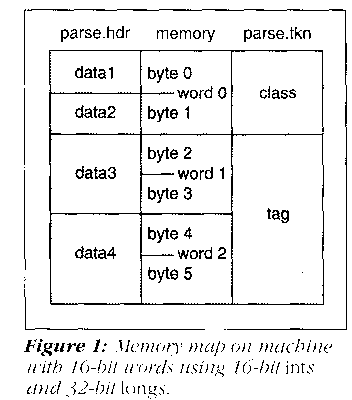 parse.hdr memory parse.tkn
data1 byte 0
word 0 class
data2 byte 1
byte 2
data3 word 1
byte 3
tag
byte 4
data4 word 2
byte 5
Figure 1: Memory map on machine
with 16-bit words using 16-bit ints
and 32-bit longs.